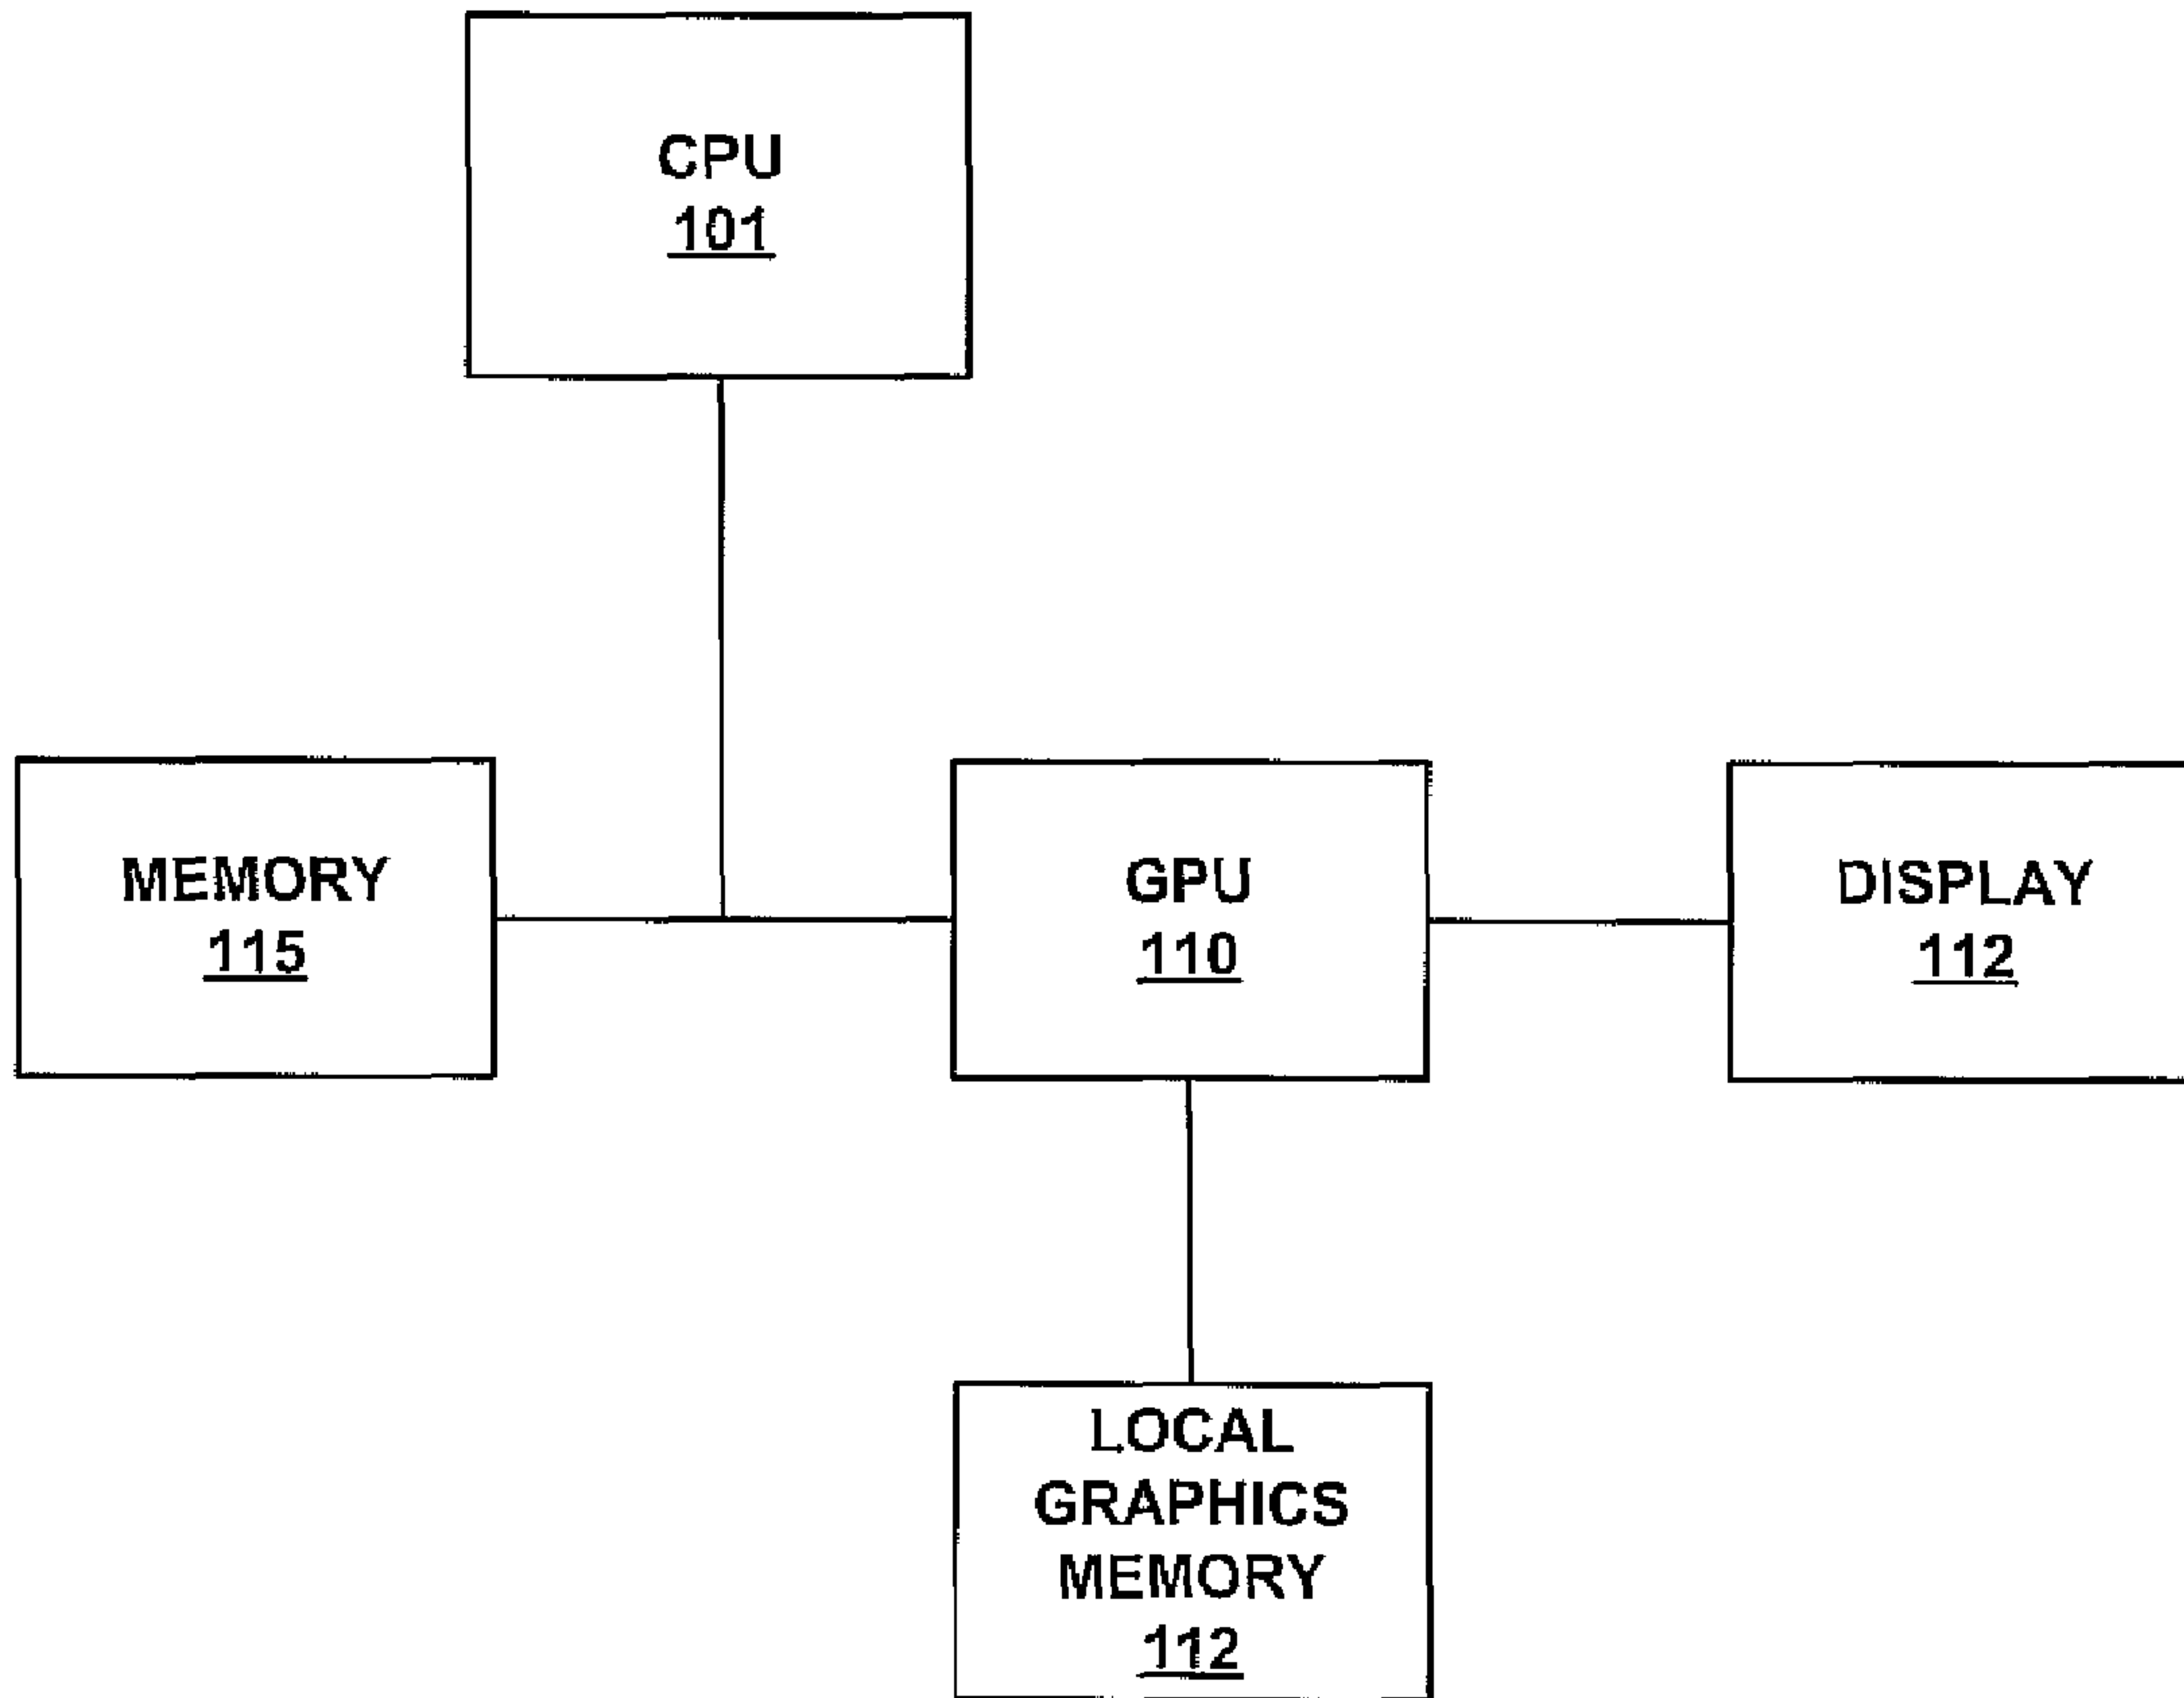 CPU
101
MEMORY
115
GPU
110
DISPLAY
112
LOCAL
GRAPHICS
MEMORY
112